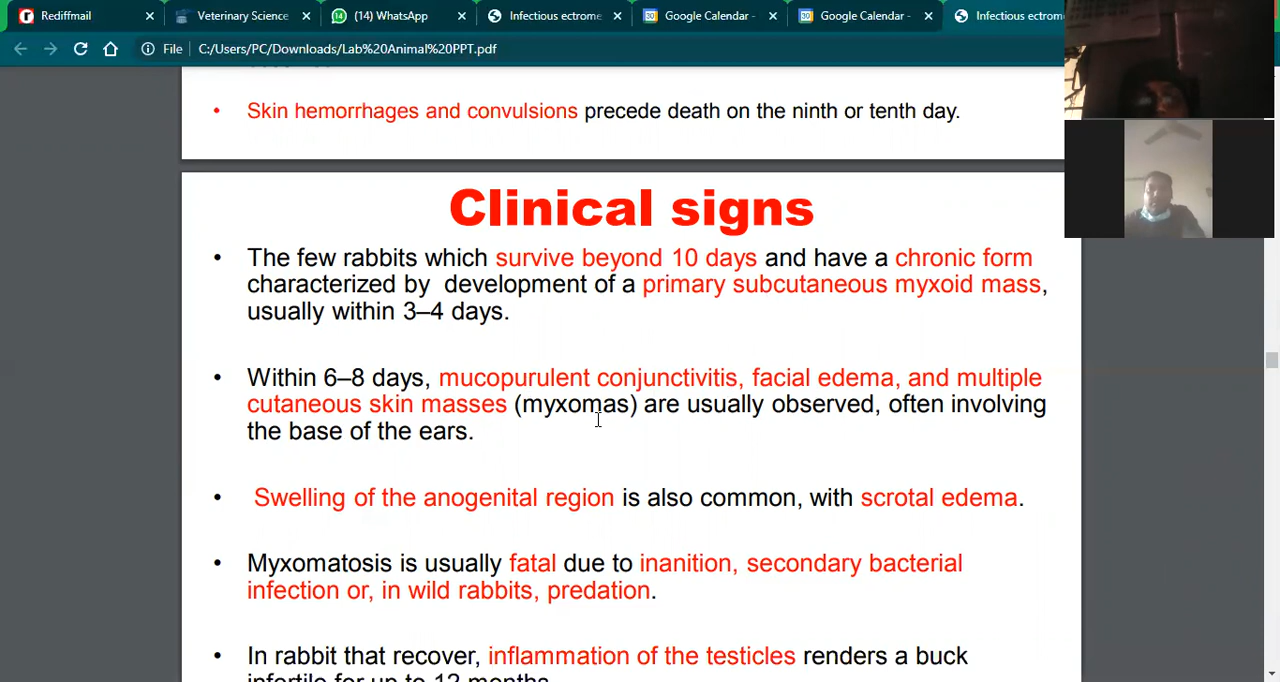 Rediffmail
Veterinary Science
(14) WhatsApp
Infectious ectrome
Google Calendar -
Google Calendar -
Infectious ectrom
File
C:/Users/PC/Downloads/Lab%20Animal%20PPT.pdf
• Skin hemorrhages and convulsions precede death on the ninth or tenth day.
Clinical signs
• The few rabbits which survive beyond 10 days and have a chronic form
characterized by development of a primary subcutaneous myxoid mass,
usually within 3–4 days.
• Within 6–8 days, mucopurulent conjunctivitis, facial edema, and multiple
cutaneous skin masses (myxomas) are usually observed, often involving
the base of the ears.
• Swelling of the anogenital region is also common, with scrotal edema.
• Myxomatosis is usually fatal due to inanition, secondary bacterial
infection or, in wild rabbits, predation.
• In rabbit that recover, inflammation of the testicles renders a buck
infertile for up to 12 months